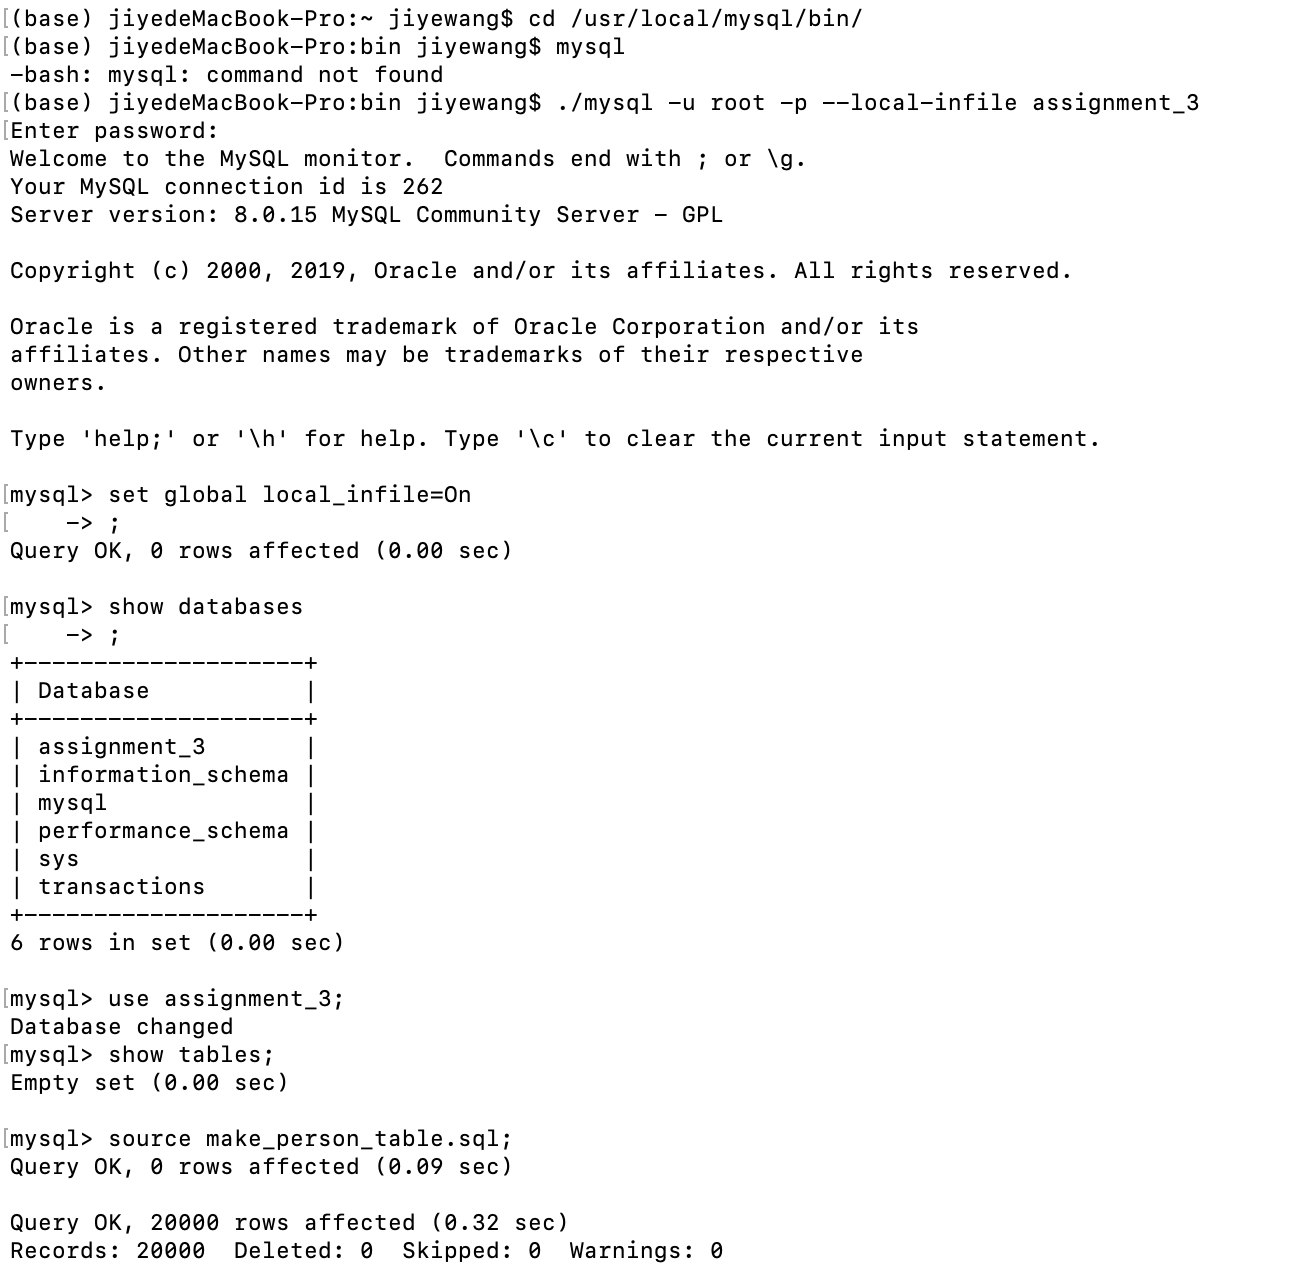 [(base) jiyedeMacBook-Pro:~ jiyewang$ cd /usr/local/mysql/bin/
[(base) jiyedeMacBook-Pro:bin jiyewang$ mysql
-bash: mysql: command not found
[(base) jiyedeMacBook-Pro:bin jiyewang$ ./mysql -u root -p --local-infile assignment_3
[Enter password:
Welcome to the MySQL monitor.  Commands end with ; or \g.
Your MySQL connection id is 262
Server version: 8.0.15 MySQL Community Server - GPL

Copyright (c) 2000, 2019, Oracle and/or its affiliates. All rights reserved.

Oracle is a registered trademark of Oracle Corporation and/or its
affiliates. Other names may be trademarks of their respective
owners.

Type 'help;' or '\h' for help. Type '\c' to clear the current input statement.

[mysql> set global local_infile=On
[    -> ;
Query OK, 0 rows affected (0.00 sec)

[mysql> show databases
[    -> ;
+--------------------+
| Database           |
+--------------------+
| assignment_3       |
| information_schema |
| mysql              |
| performance_schema |
| sys                |
| transactions       |
+--------------------+
6 rows in set (0.00 sec)

[mysql> use assignment_3;
Database changed
[mysql> show tables;
Empty set (0.00 sec)

[mysql> source make_person_table.sql;
Query OK, 0 rows affected (0.09 sec)

Query OK, 20000 rows affected (0.32 sec)
Records: 20000  Deleted: 0  Skipped: 0  Warnings: 0